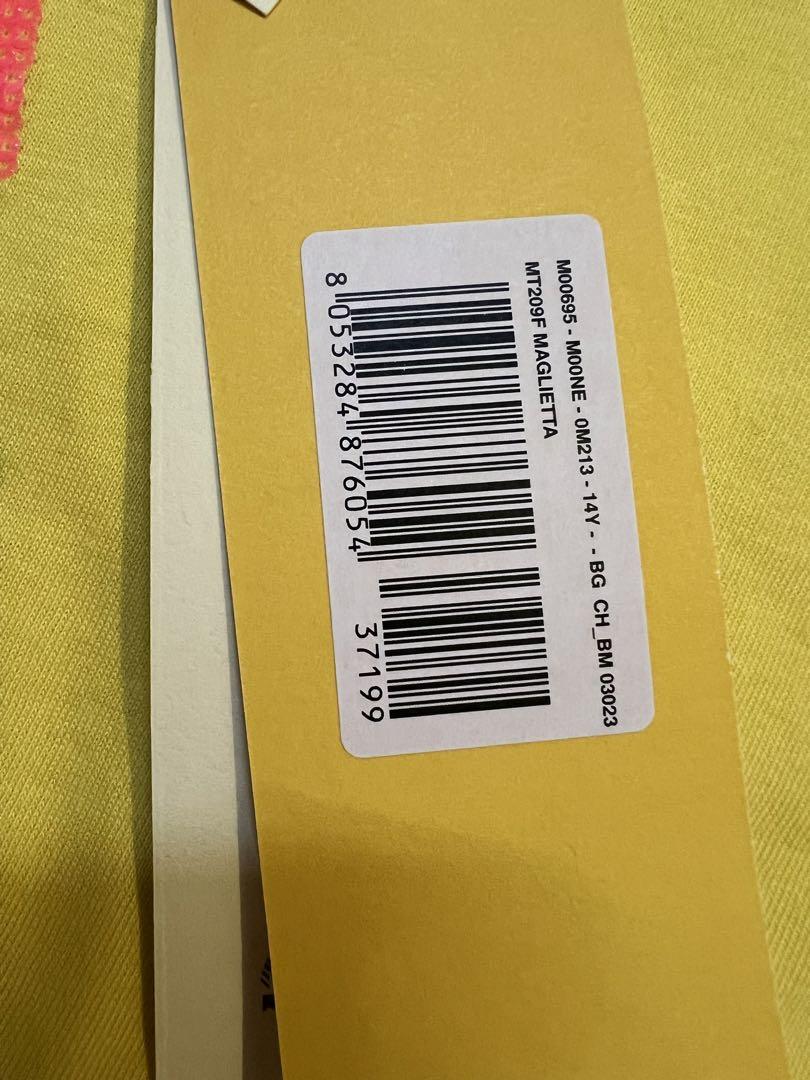 M00695 - M00NE - 0M213 - 14Y - - BG CH_BM 03023
MT209F MAGLIETTA
8 053284 876054 37199